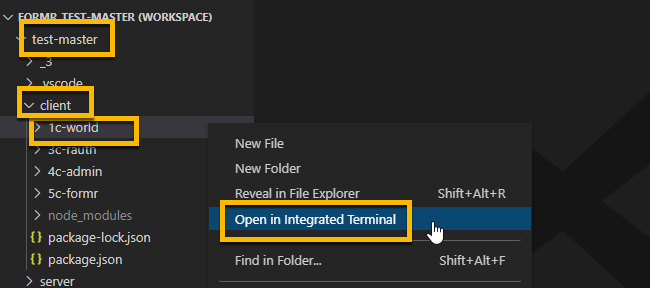 FORMR_TEST-MASTER (WORKSPACE)
test-master
_3
.vscode
client
1c-world
3c-rauth
4c-admin
5c-formr
node_modules
package-lock.json
package.json
server
New File
New Folder
Reveal in File Explorer Shift+Alt+R
Open in Integrated Terminal
Find in Folder... Shift+Alt+F